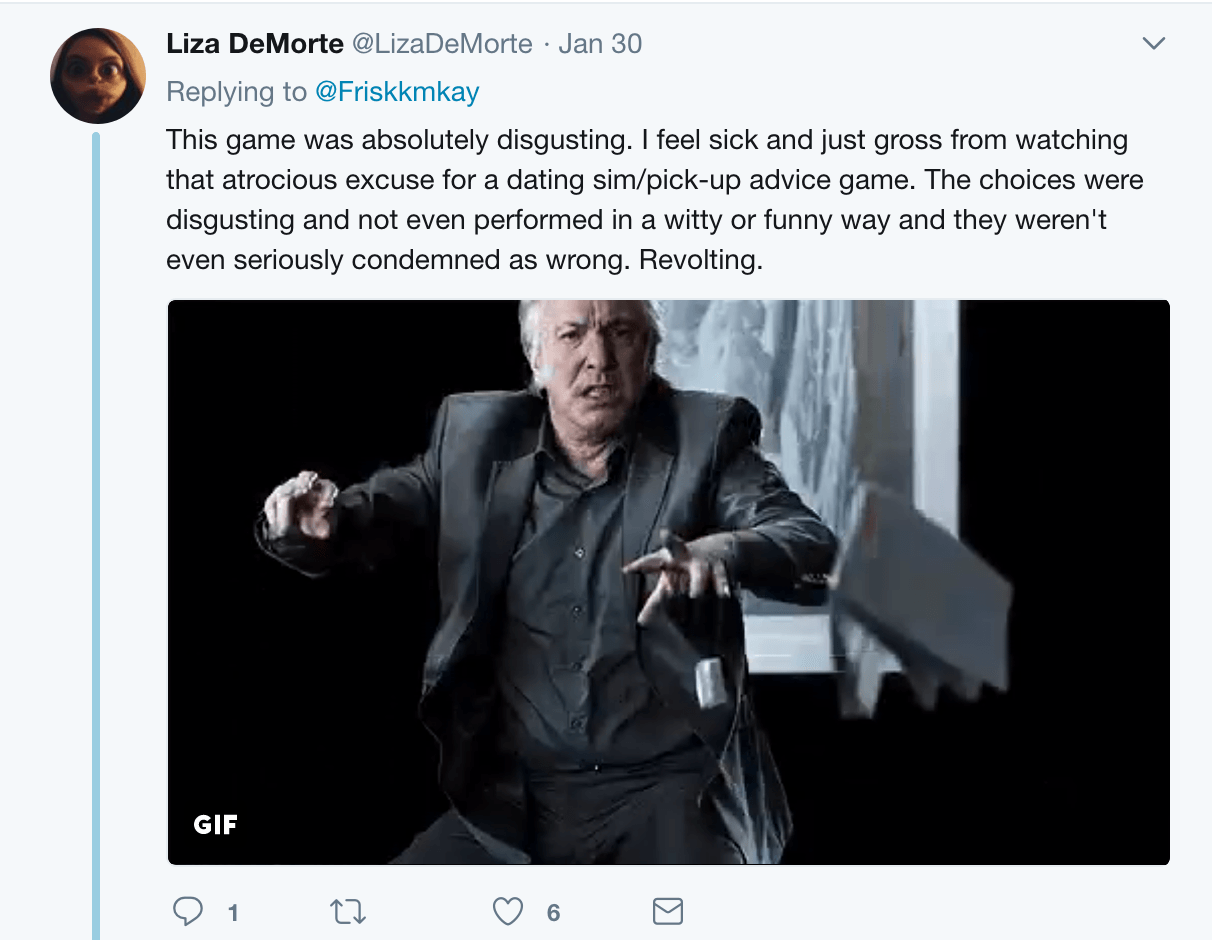 Liza DeMorte @LizaDeMorte · Jan 30
Replying to @Friskkmkay
This game was absolutely disgusting. I feel sick and just gross from watching
that atrocious excuse for a dating sim/pick-up advice game. The choices were
disgusting and not even performed in a witty or funny way and they weren't
even seriously condemned as wrong. Revolting.
GIF
1 6